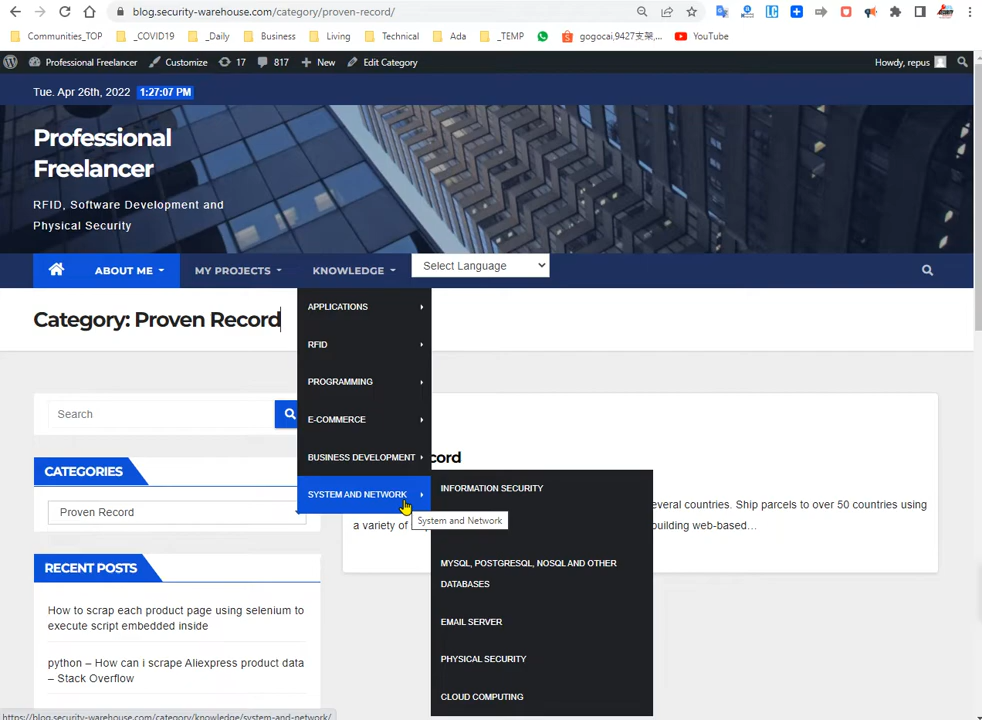 blog.security-warehouse.com/category/proven-record/
Communities_TOP _COVID19 _Daily Business Living Technical Ada _TEMP gogocai,9427支架,... YouTube
Professional Freelancer Customize 17 817 New Edit Category Howdy, repus
Tue. Apr 26th, 2022 1:27:07 PM
Professional
Freelancer
RFID, Software Development and
Physical Security
ABOUT ME MY PROJECTS KNOWLEDGE Select Language
Category: Proven Record
APPLICATIONS
RFID
PROGRAMMING
E-COMMERCE
BUSINESS DEVELOPMENT
SYSTEM AND NETWORK
System and Network
INFORMATION SECURITY
MYSQL, POSTGRESQL, NOSQL AND OTHER
DATABASES
EMAIL SERVER
PHYSICAL SECURITY
CLOUD COMPUTING
Search
CATEGORIES
Proven Record
RECENT POSTS
How to scrap each product page using selenium to
execute script embedded inside
python – How can i scrape Aliexpress product data
– Stack Overflow
cord
several countries. Ship parcels to over 50 countries using
a variety of building web-based…
https://blog.security-warehouse.com/category/knowledge/system-and-network/